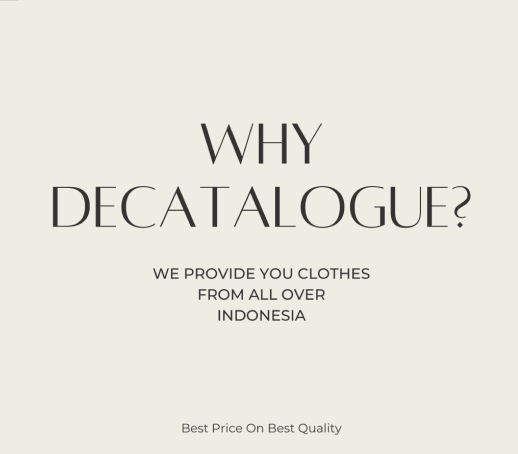 WHY
DECATALOGUE?
WE PROVIDE YOU CLOTHES
FROM ALL OVER
INDONESIA
Best Price On Best Quality